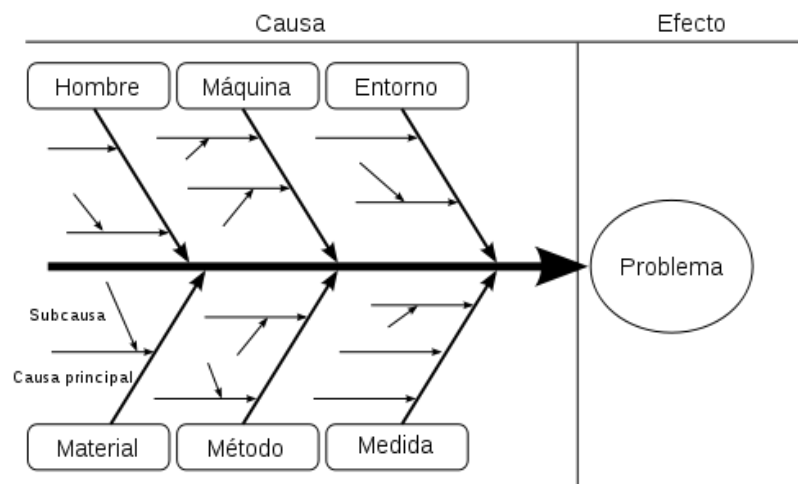 Causa
Efecto
Hombre
Máquina
Entorno
Problema
Subcausa
Causa principal
Material
Método
Medida